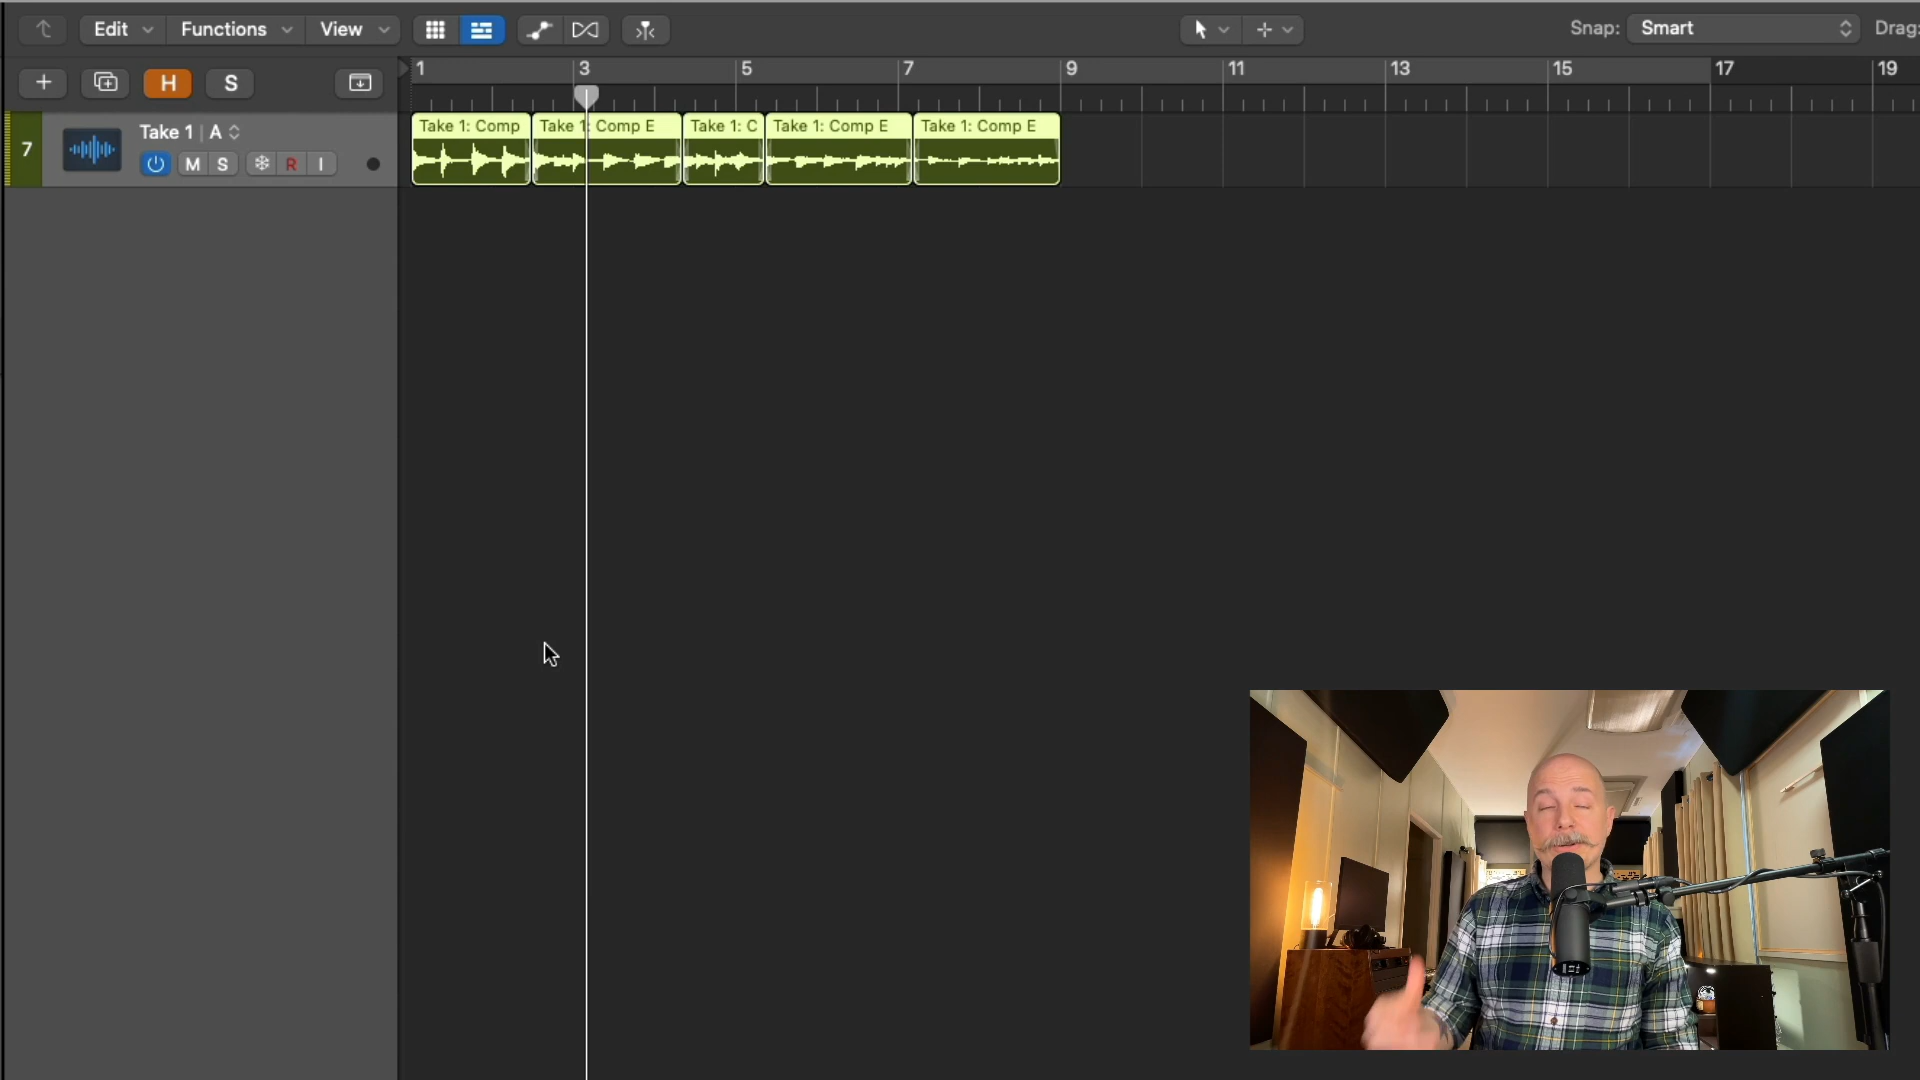 Edit Functions View Snap: Smart Drag:
H S
1 3 5 7 9 11 13 15 17 19
7 Take 1 A
M S R I
Take 1: Comp Take 1: Comp E Take 1: C Take 1: Comp E Take 1: Comp E